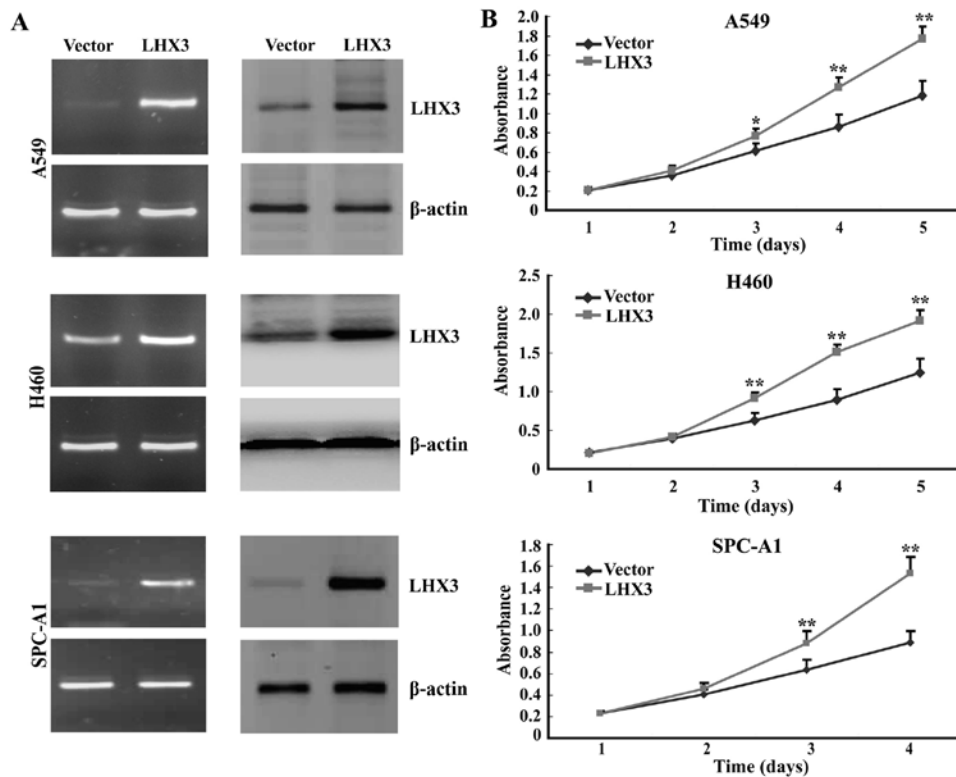 A
Vector LHX3
Vector LHX3
A549
LHX3
β-actin
H460
LHX3
β-actin
SPC-A1
LHX3
β-actin
B
A549
Vector
LHX3
Absorbance
2.0
1.8
1.6
1.4
1.2
1.0
0.8
0.6
0.4
0.2
0
* ** **
1 2 3 4 5
Time (days)
H460
Vector
LHX3
Absorbance
2.5
2.0
1.5
1.0
0.5
0
** ** **
1 2 3 4 5
Time (days)
SPC-A1
Vector
LHX3
Absorbance
1.8
1.6
1.4
1.2
1.0
0.8
0.6
0.4
0.2
0
** **
1 2 3 4
Time (days)